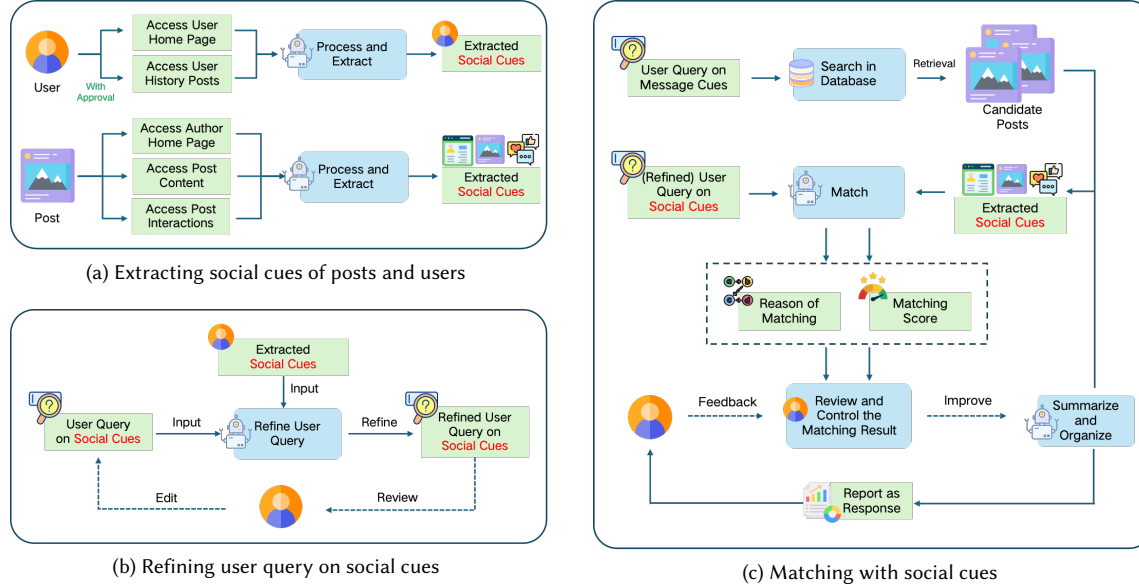 Access User
Home Page
Access User
History Posts
User
With
Approval
Process and
Extract
Extracted
Social Cues
Access Author
Home Page
Access Post
Content
Access Post
Interactions
Post
Process and
Extract
Extracted
Social Cues
(a) Extracting social cues of posts and users
Extracted
Social Cues
Input
User Query
on Social Cues
Input
Refine User
Query
Refine
Refined User
Query on
Social Cues
Edit
Review
(b) Refining user query on social cues
User Query on
Message Cues
Search in
Database
Retrieval
Candidate
Posts
(Refined) User
Query on
Social Cues
Match
Extracted
Social Cues
Reason of
Matching
Matching
Score
Feedback
Review and
Control the
Matching Result
Improve
Summarize
and
Organize
Report as
Response
(c) Matching with social cues